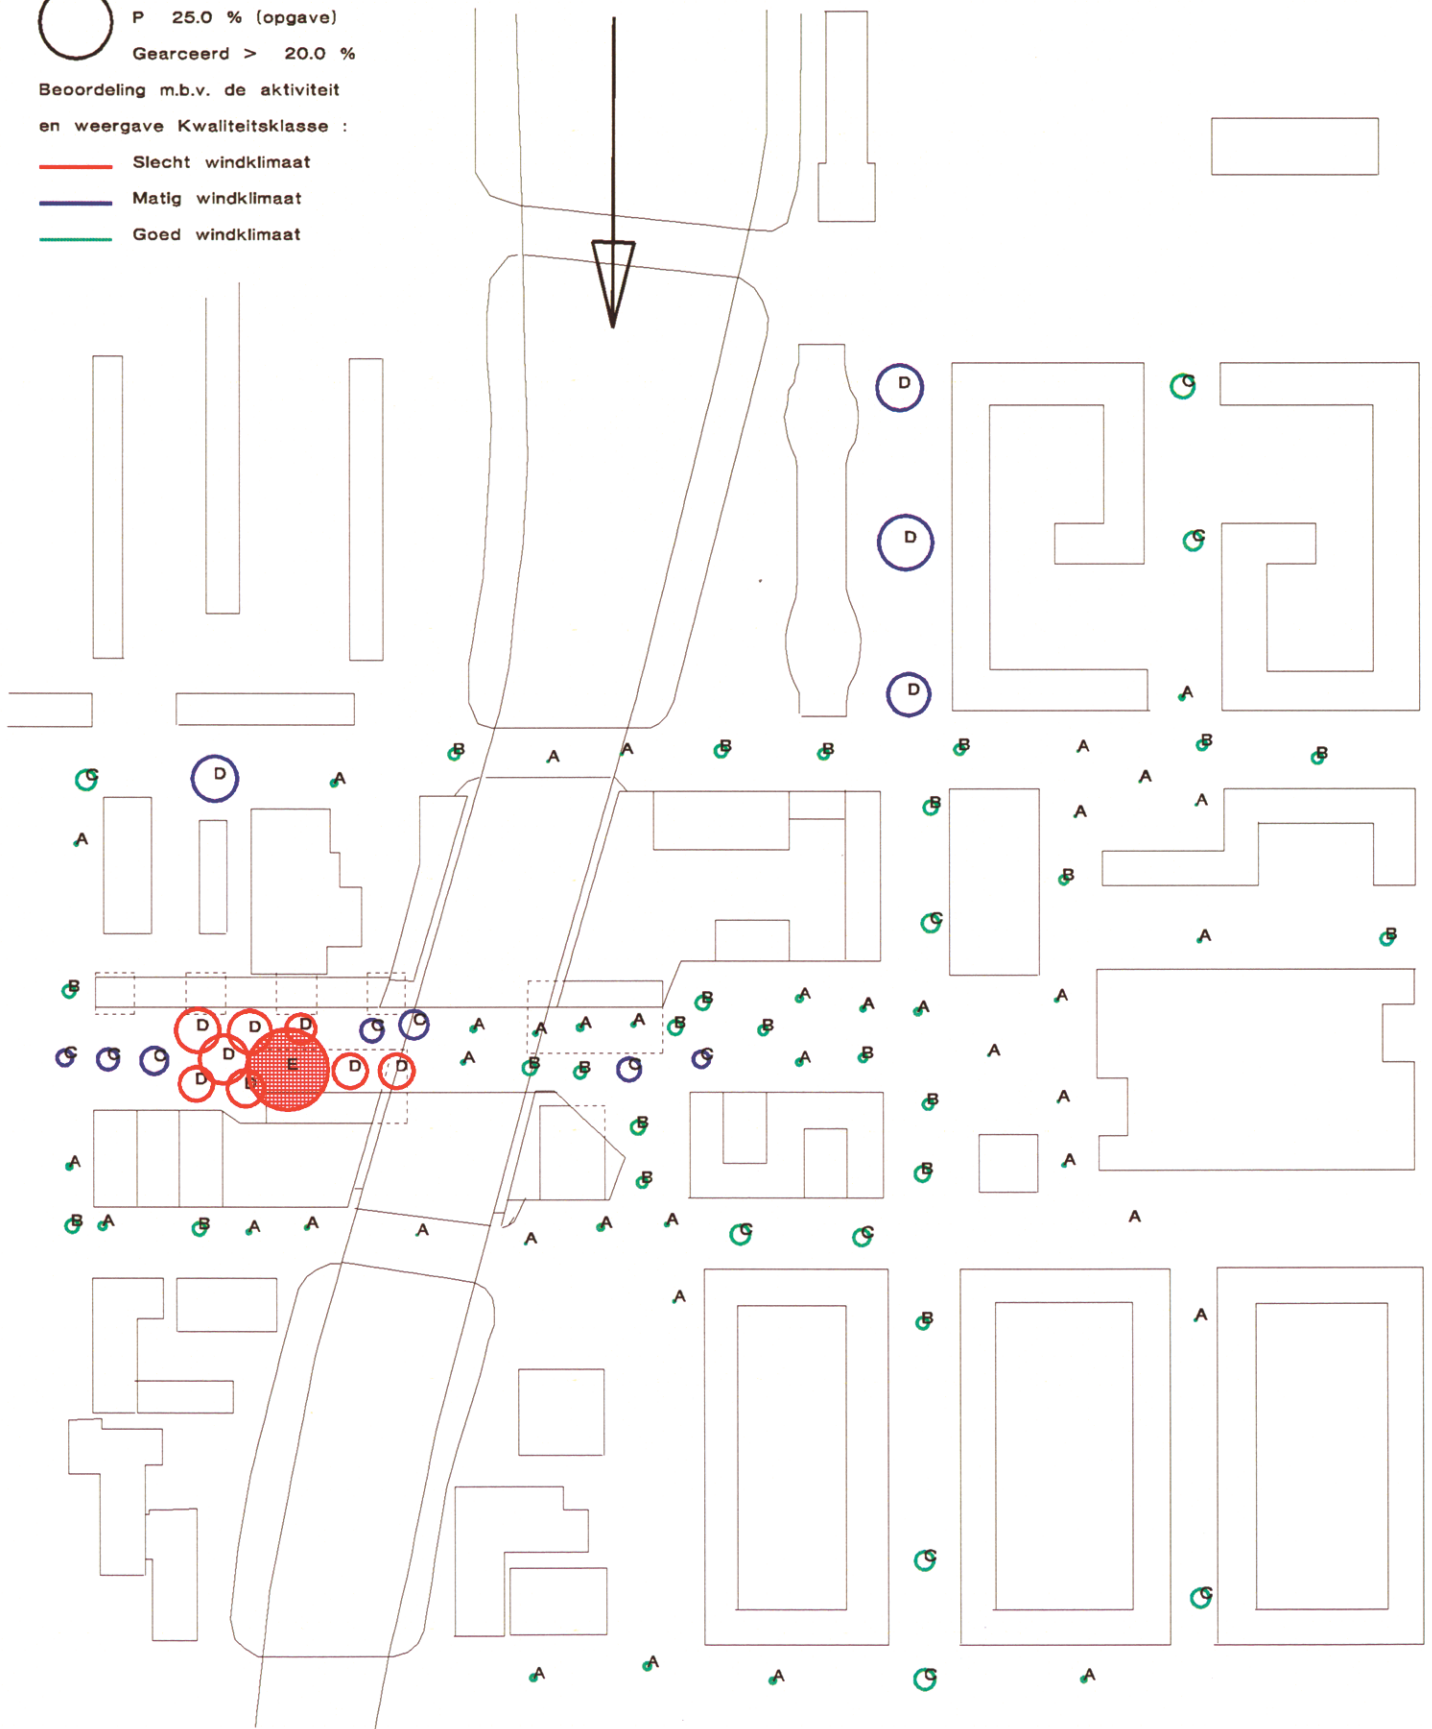 P 25.0 % (opgave)
Gearceerd > 20.0 %
Beoordeling m.b.v. de aktiviteit
en weergave Kwaliteitsklasse :
Slecht windklimaat
Matig windklimaat
Goed windklimaat
D C
D C
D A
B A A B B B A B B
C D A A
A B A A
B
C A B
B
D D D C C A A A A B B A A A A
C C C D E D D A B B C C A B A
D D
B B A
A B B A
B A B A A A A A A C C A
A
B A
C
C
A A A C A